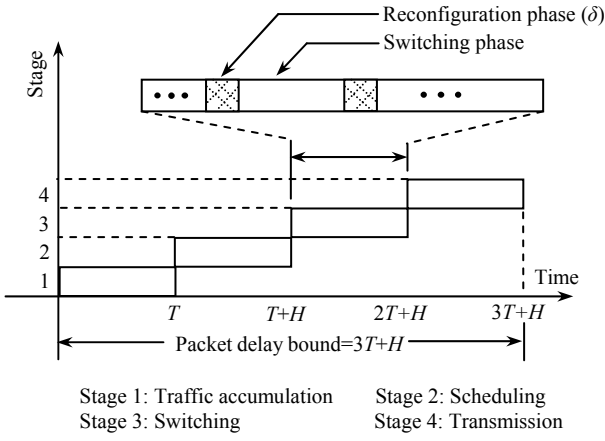 Reconfiguration phase (δ)
Switching phase
Stage
4
3
2
1
Time
T
T+H
2T+H
3T+H
Packet delay bound=3T+H
Stage 1: Traffic accumulation Stage 2: Scheduling
Stage 3: Switching Stage 4: Transmission